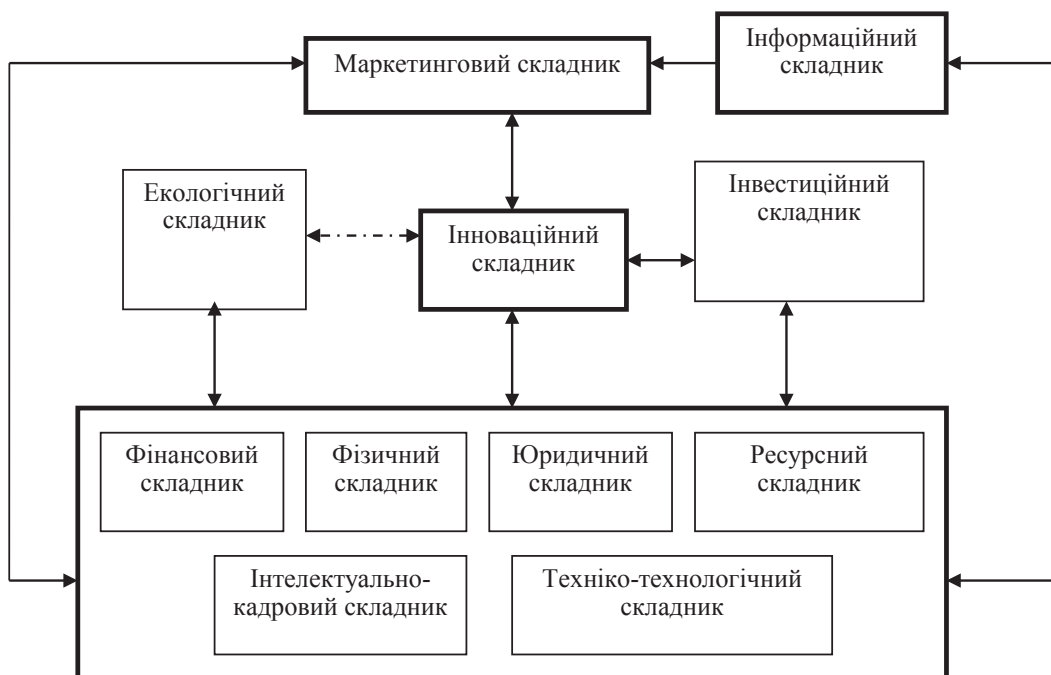 Маркетинговий складник
Інформаційний
складник
Екологічний
складник
Інноваційний
складник
Інвестиційний
складник
Фінансовий
складник
Фізичний
складник
Юридичний
складник
Ресурсний
складник
Інтелектуально-
кадровий складник
Техніко-технологічний
складник